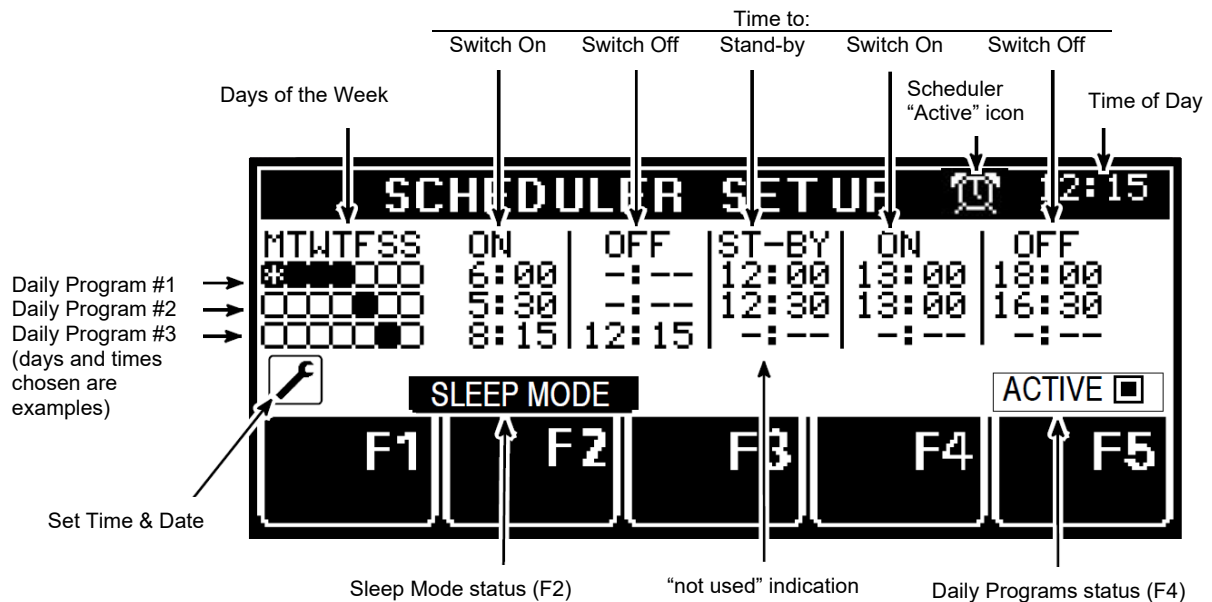 Time to:
Switch On Switch Off Stand-by Switch On Switch Off
Days of the Week
Scheduler
“Active” icon
Time of Day
SCHEDULER SETUP 12:15
MTWTFSS ON OFF ST-BY ON OFF
Daily Program #1
6:00 -:-- 12:00 13:00 18:00
Daily Program #2
5:30 -:-- 12:30 13:00 16:30
Daily Program #3
8:15 12:15 -:-- -:-- -:--
(days and times
chosen are
examples)
SLEEP MODE
ACTIVE
F1 F2 F3 F4 F5
Set Time & Date
Sleep Mode status (F2)
“not used” indication
Daily Programs status (F4)